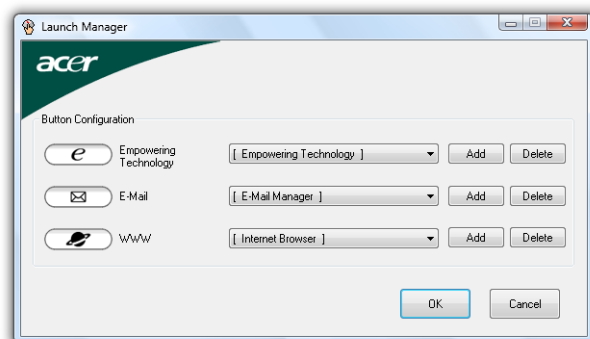 Launch Manager
acer
Button Configuration
e Empowering Technology [ Empowering Technology ] Add Delete
E-Mail [ E-Mail Manager ] Add Delete
WWW [ Internet Browser ] Add Delete
OK Cancel